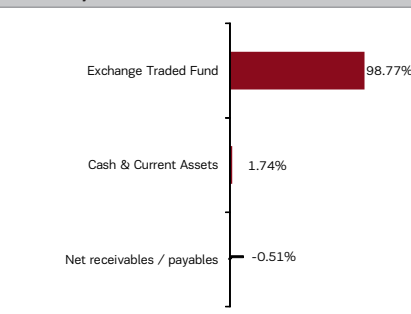 Exchange Traded Fund 98.77%
Cash & Current Assets 1.74%
Net receivables / payables -0.51%